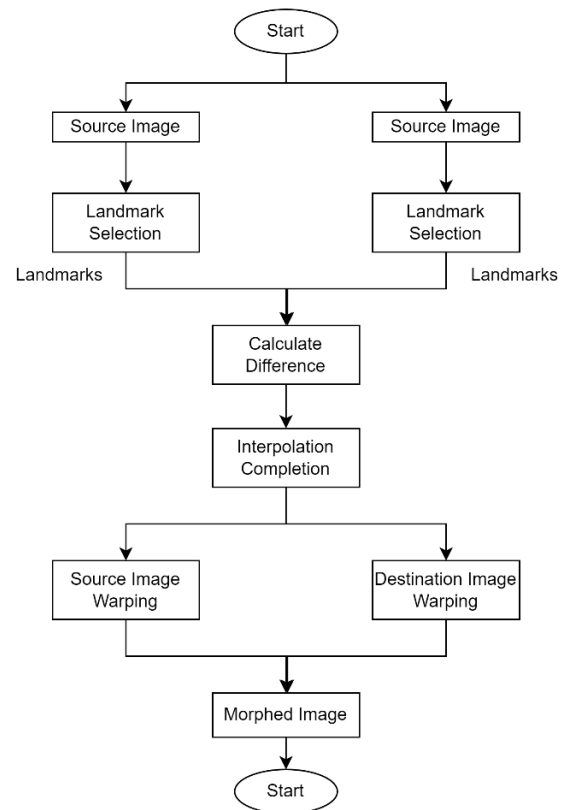 Start
Source Image
Source Image
Landmark
Selection
Landmark
Selection
Landmarks
Landmarks
Calculate
Difference
Interpolation
Completion
Source Image
Warping
Destination Image
Warping
Morphed Image
Start